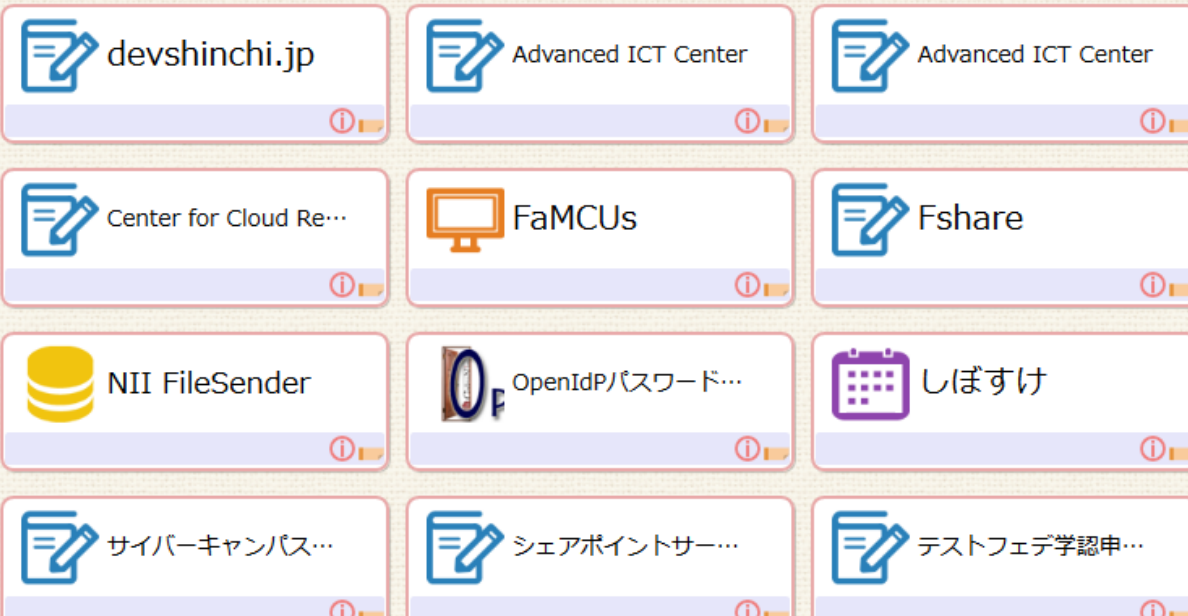 devshinchi.jp
Advanced ICT Center
Advanced ICT Center
Center for Cloud Re…
FaMCUs
Fshare
NII FileSender
OpenIdPパスワード…
しぼすけ
サイバーキャンパス…
シェアポイントサー…
テストフェデ学認申…